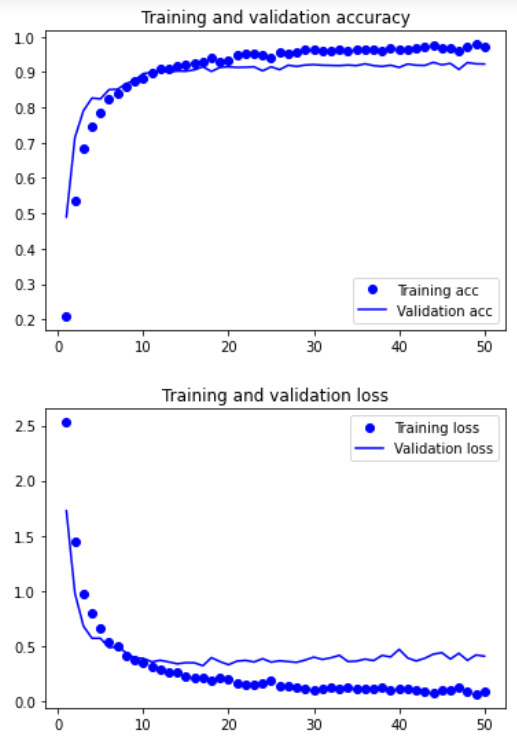 Training and validation accuracy
1.0
0.9
0.8
0.7
0.6
0.5
0.4
0.3
0.2
Training acc
Validation acc
0 10 20 30 40 50
Training and validation loss
2.5
2.0
1.5
1.0
0.5
0.0
Training loss
Validation loss
0 10 20 30 40 50